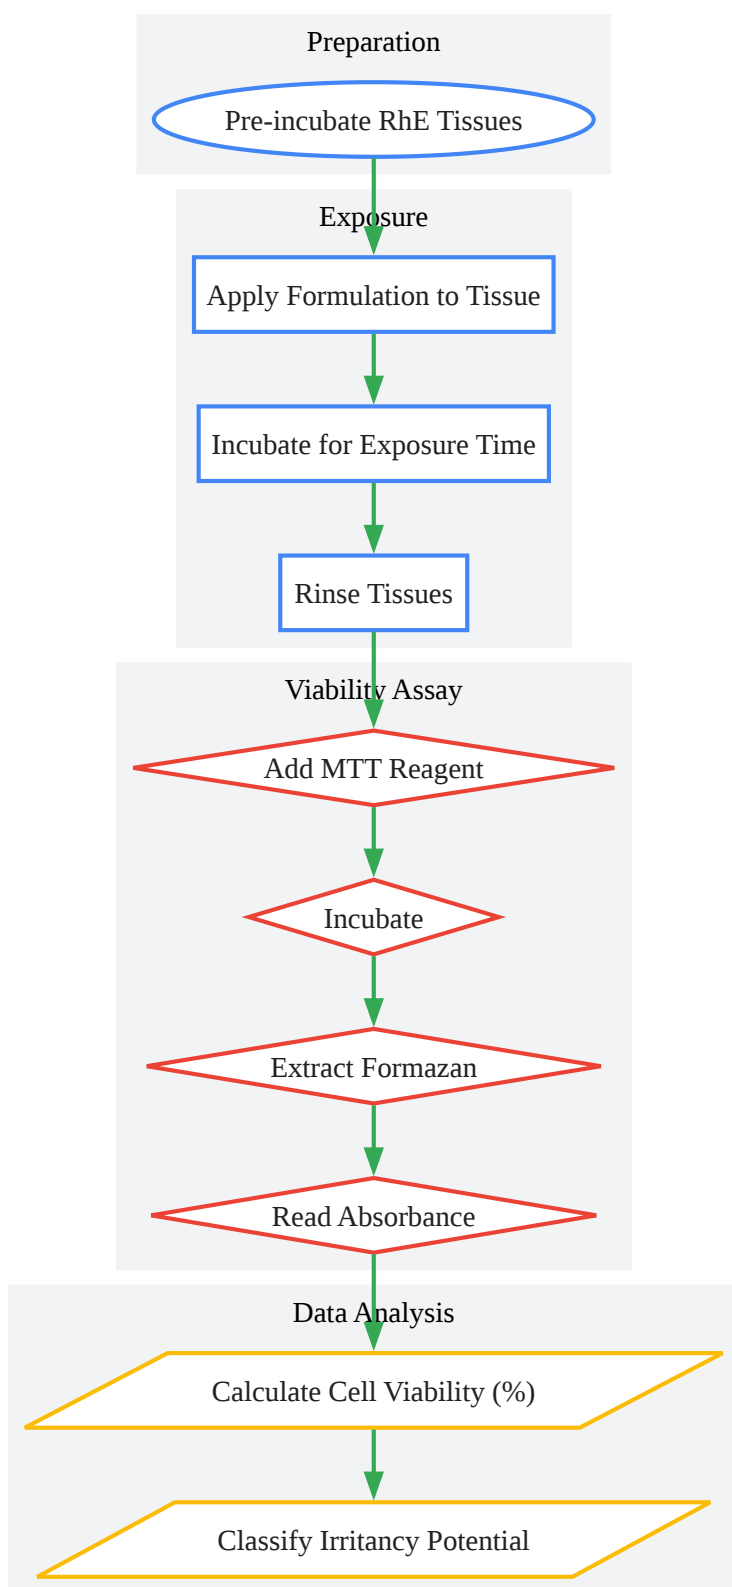 Preparation
Pre-incubate RhE Tissues
Exposure
Apply Formulation to Tissue
Incubate for Exposure Time
Rinse Tissues
Viability Assay
Add MTT Reagent
Incubate
Extract Formazan
Read Absorbance
Data Analysis
Calculate Cell Viability (%)
Classify Irritancy Potential